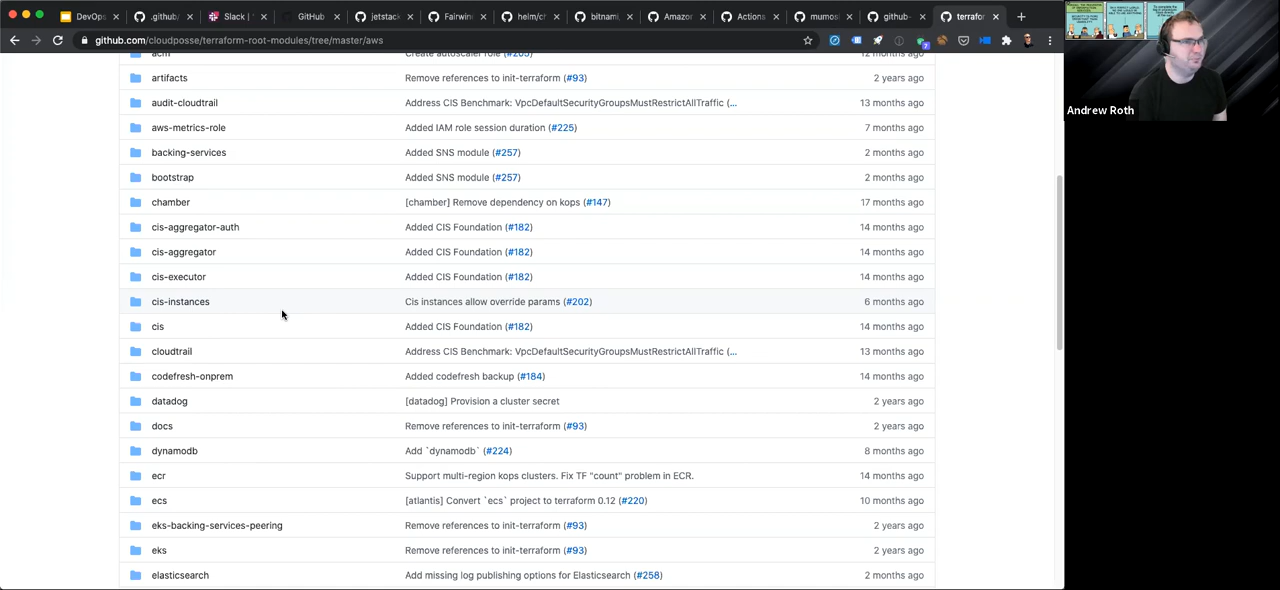 DevOps
.github/
Slack |
GitHub
jetstack
Fairwin
helm/ch
bitnami
Amazon
Actions
mumos
github-
terrafor
github.com/cloudposse/terraform-root-modules/tree/master/aws
acm Create autoscaler role (#205) 12 months ago
artifacts Remove references to init-terraform (#93) 2 years ago
audit-cloudtrail Address CIS Benchmark: VpcDefaultSecurityGroupsMustRestrictAllTraffic (... 13 months ago
aws-metrics-role Added IAM role session duration (#225) 7 months ago
backing-services Added SNS module (#257) 2 months ago
bootstrap Added SNS module (#257) 2 months ago
chamber [chamber] Remove dependency on kops (#147) 17 months ago
cis-aggregator-auth Added CIS Foundation (#182) 14 months ago
cis-aggregator Added CIS Foundation (#182) 14 months ago
cis-executor Added CIS Foundation (#182) 14 months ago
cis-instances Cis instances allow override params (#202) 6 months ago
cis Added CIS Foundation (#182) 14 months ago
cloudtrail Address CIS Benchmark: VpcDefaultSecurityGroupsMustRestrictAllTraffic (... 13 months ago
codefresh-onprem Added codefresh backup (#184) 14 months ago
datadog [datadog] Provision a cluster secret 2 years ago
docs Remove references to init-terraform (#93) 2 years ago
dynamodb Add `dynamodb` (#224) 8 months ago
ecr Support multi-region kops clusters. Fix TF "count" problem in ECR. 14 months ago
ecs [atlantis] Convert `ecs` project to terraform 0.12 (#220) 10 months ago
eks-backing-services-peering Remove references to init-terraform (#93) 2 years ago
eks Remove references to init-terraform (#93) 2 years ago
elasticsearch Add missing log publishing options for Elasticsearch (#258) 2 months ago
Andrew Roth